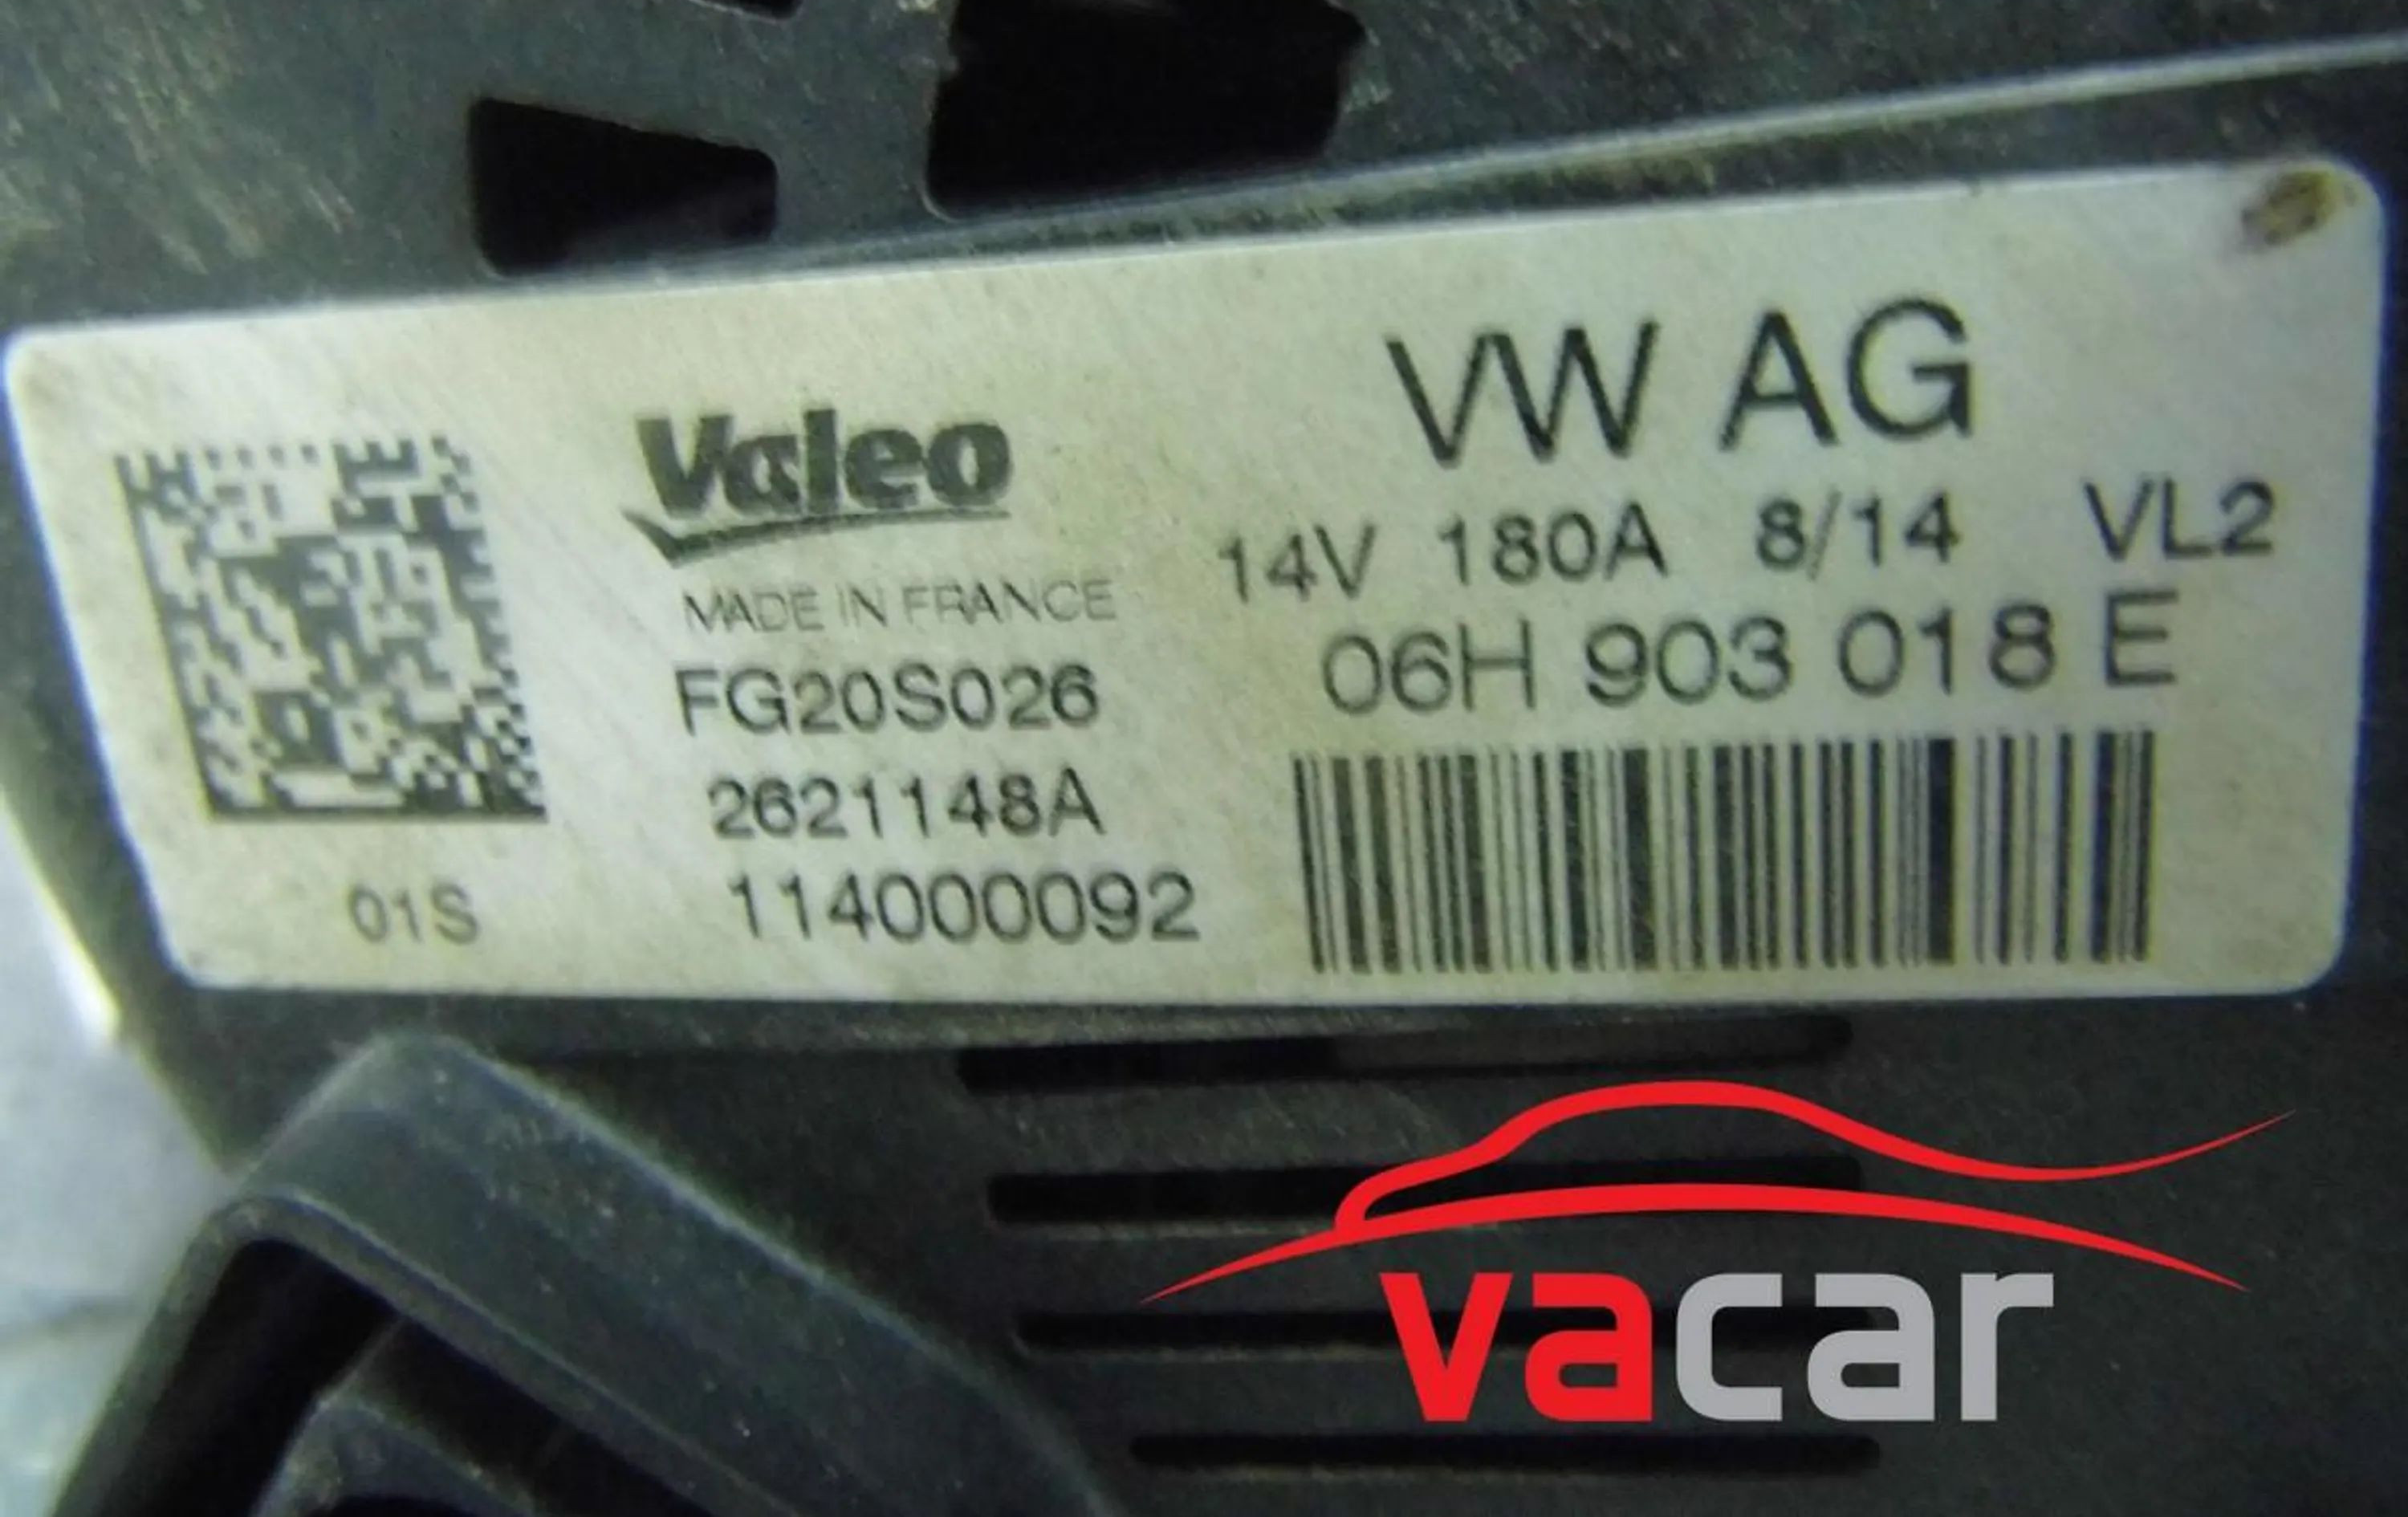 Valeo
MADE IN FRANCE
FG20S026
2621148A
114000092
01S
VW AG
14V 180A 8/14 VL2
06H 903 018 E
vacar